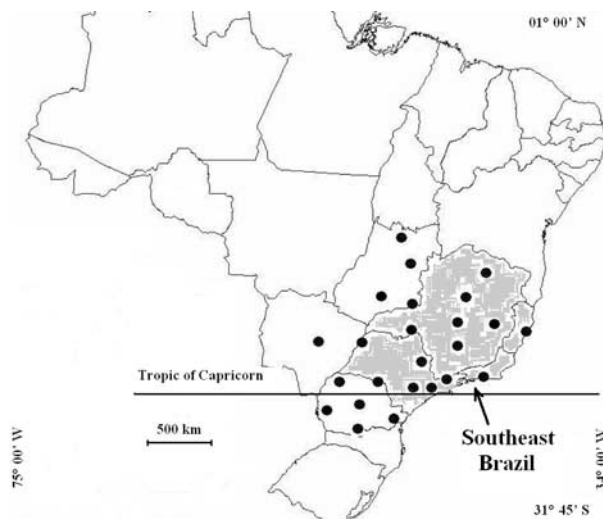 01° 00' N
Tropic of Capricorn
500 km
75° 00' W
Southeast
Brazil
31° 45' S